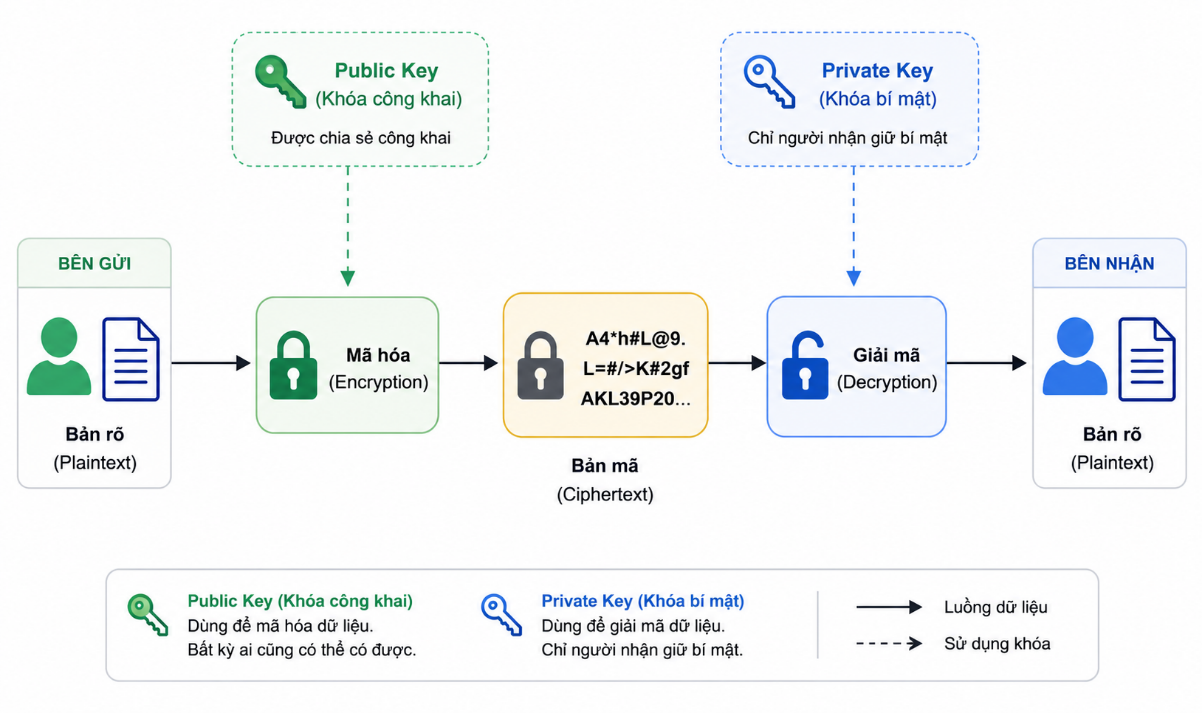 Public Key
(Khóa công khai)
Được chia sẻ công khai
Private Key
(Khóa bí mật)
Chỉ người nhận giữ bí mật
BÊN GỬI
Bản rõ
(Plaintext)
Mã hóa
(Encryption)
A4*h#L@9.
L=#/>K#2gf
AKL39P20...
Bản mã
(Ciphertext)
Giải mã
(Decryption)
BÊN NHẬN
Bản rõ
(Plaintext)
Public Key (Khóa công khai)
Dùng để mã hóa dữ liệu.
Bất kỳ ai cũng có thể có được.
Private Key (Khóa bí mật)
Dùng để giải mã dữ liệu.
Chỉ người nhận giữ bí mật.
Luồng dữ liệu
Sử dụng khóa